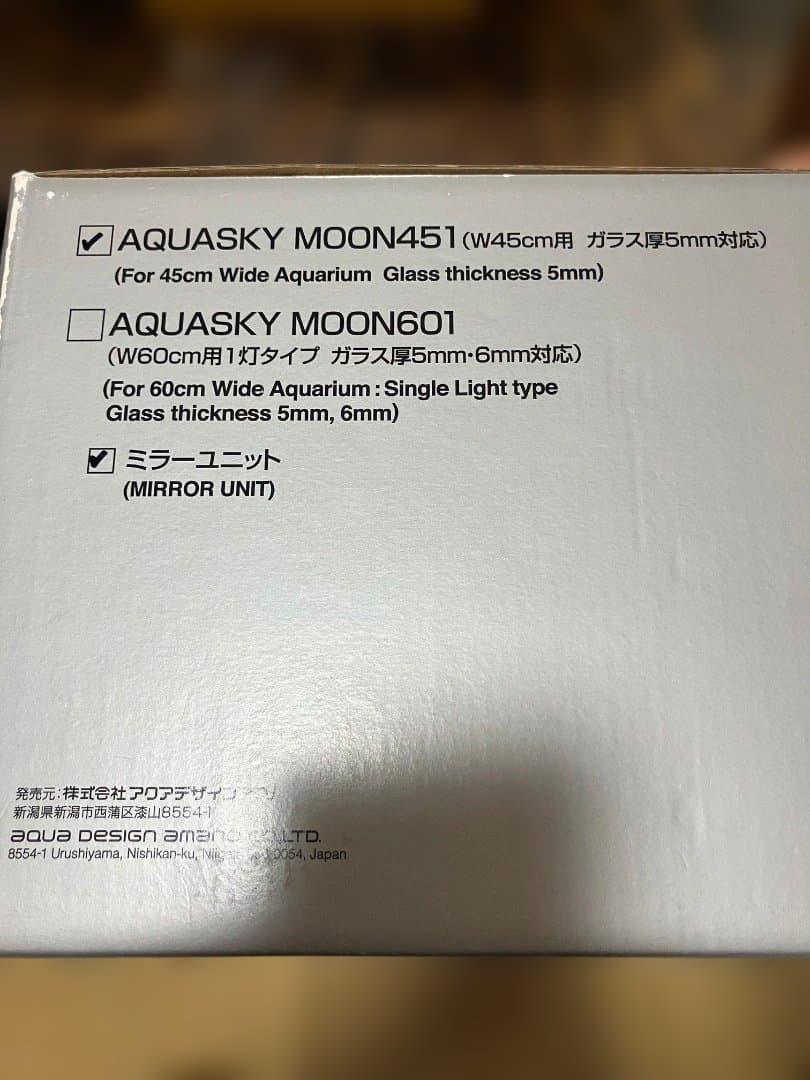 AQUASKY MOON451(W45cm用 ガラス厚5mm対応)
(For 45cm Wide Aquarium Glass thickness 5mm)
AQUASKY MOON601
(W60cm用1灯タイプ ガラス厚5mm・6mm対応)
(For 60cm Wide Aquarium : Single Light type
Glass thickness 5mm, 6mm)
ミラーユニット
(MIRROR UNIT)
発売元:株式会社アクアデザイン
新潟県新潟市西蒲区漆山8554-1
AQUA DESIGN AMANO CO.,LTD.
8554-1 Urushiyama, Nishikan-ku, Japan